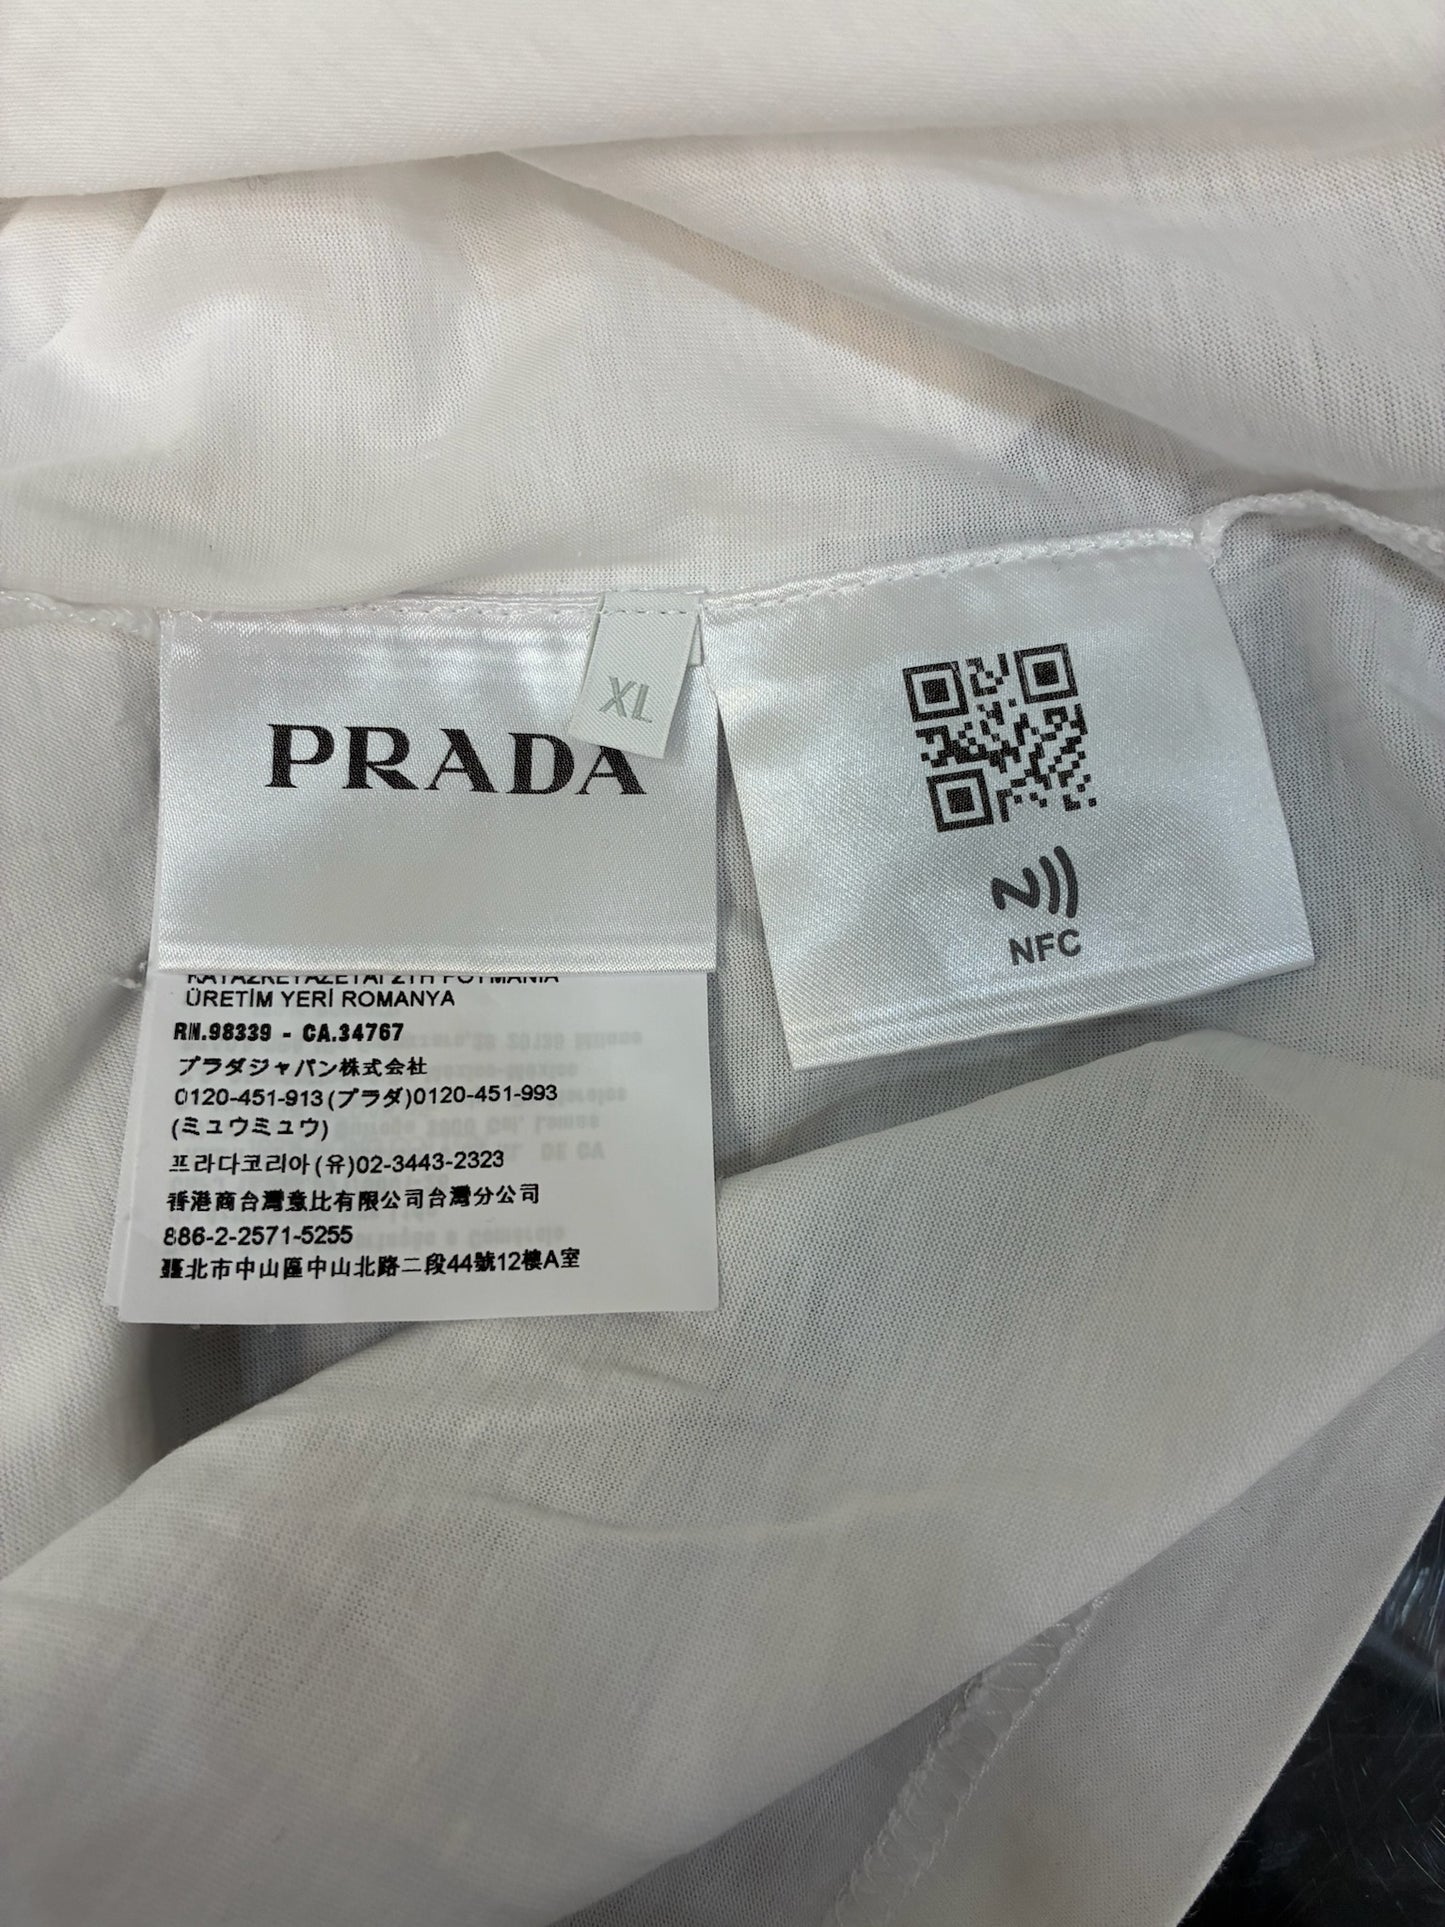 PRADA
XL
NFC
ÜRETİM YERİ ROMANYA
RN.98339 - CA.34767
プラダジャパン株式会社
0120-451-913(プラダ)0120-451-993
(ミュウミュウ)
프라다코리아(유)02-3443-2323
香港商台灣意比有限公司台灣分公司
886-2-2571-5255
北市中山區中山北路二段44號12樓A室